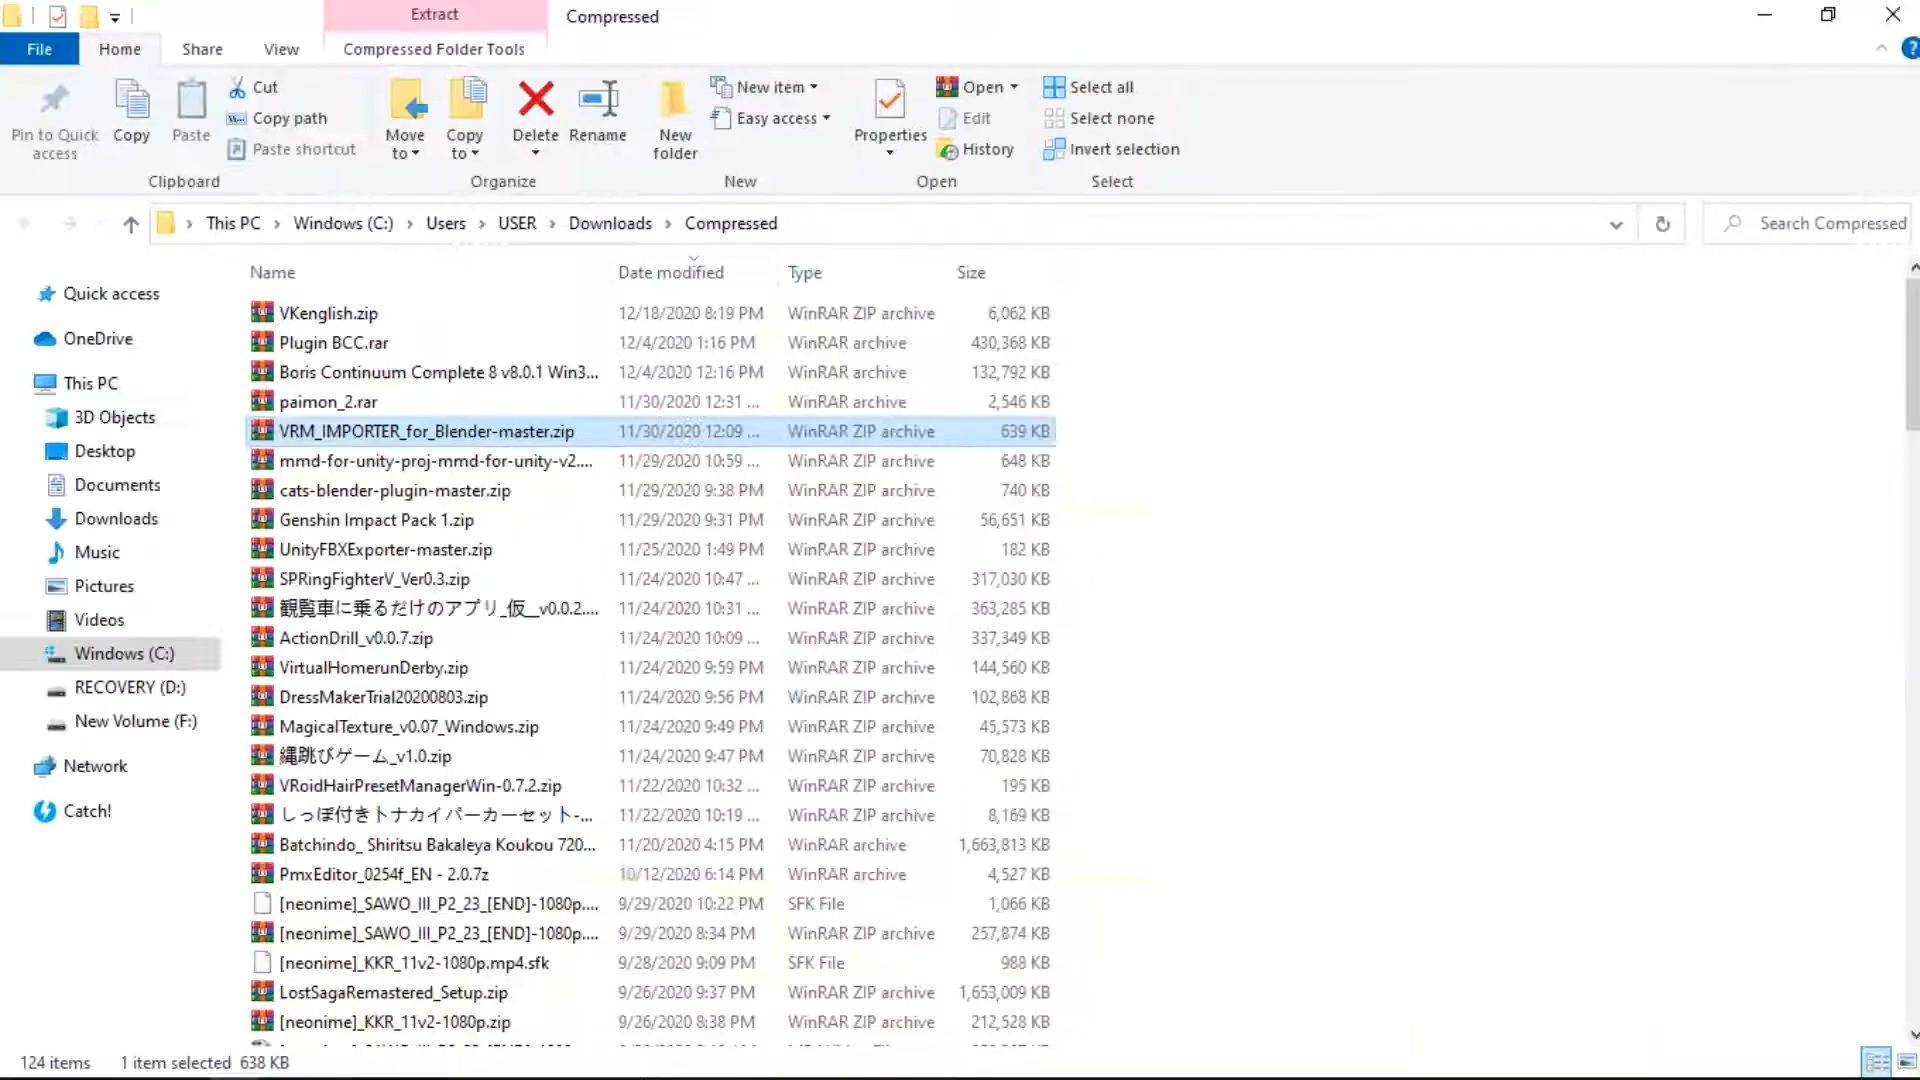 Extract
Compressed
File
Home
Share
View
Compressed Folder Tools
Pin to Quick access
Copy
Paste
Cut
Copy path
Paste shortcut
Clipboard
Move to
Copy to
Delete
Rename
Organize
New folder
New item
Easy access
New
Properties
Open
Edit
History
Open
Select all
Select none
Invert selection
Select
This PC › Windows (C:) › Users › USER › Downloads › Compressed
Search Compressed
Quick access
OneDrive
This PC
3D Objects
Desktop
Documents
Downloads
Music
Pictures
Videos
Windows (C:)
RECOVERY (D:)
New Volume (F:)
Network
Catch!
Name Date modified Type Size
VKenglish.zip 12/18/2020 8:19 PM WinRAR ZIP archive 6,062 KB
Plugin BCC.rar 12/4/2020 1:16 PM WinRAR archive 430,368 KB
Boris Continuum Complete 8 v8.0.1 Win3... 12/4/2020 12:16 PM WinRAR archive 132,792 KB
paimon_2.rar 11/30/2020 12:31 ... WinRAR archive 2,546 KB
VRM_IMPORTER_for_Blender-master.zip 11/30/2020 12:09 ... WinRAR ZIP archive 639 KB
mmd-for-unity-proj-mmd-for-unity-v2.... 11/29/2020 10:59 ... WinRAR ZIP archive 648 KB
cats-blender-plugin-master.zip 11/29/2020 9:38 PM WinRAR ZIP archive 740 KB
Genshin Impact Pack 1.zip 11/29/2020 9:31 PM WinRAR ZIP archive 56,651 KB
UnityFBXExporter-master.zip 11/25/2020 1:49 PM WinRAR ZIP archive 182 KB
SPRingFighterV_Ver0.3.zip 11/24/2020 10:47 ... WinRAR ZIP archive 317,030 KB
観覧車に乗るだけのアプリ_仮__v0.0.2.... 11/24/2020 10:31 ... WinRAR ZIP archive 363,285 KB
ActionDrill_v0.0.7.zip 11/24/2020 10:09 ... WinRAR ZIP archive 337,349 KB
VirtualHomerunDerby.zip 11/24/2020 9:59 PM WinRAR ZIP archive 144,560 KB
DressMakerTrial20200803.zip 11/24/2020 9:56 PM WinRAR ZIP archive 102,868 KB
MagicalTexture_v0.07_Windows.zip 11/24/2020 9:49 PM WinRAR ZIP archive 45,573 KB
縄跳びゲーム_v1.0.zip 11/24/2020 9:47 PM WinRAR ZIP archive 70,828 KB
VRoidHairPresetManagerWin-0.7.2.zip 11/22/2020 10:32 ... WinRAR ZIP archive 195 KB
しっぽ付きトナカイパーカーセット-... 11/22/2020 10:19 ... WinRAR ZIP archive 8,169 KB
Batchindo_ Shiritsu Bakaleya Koukou 720... 11/20/2020 4:15 PM WinRAR archive 1,663,813 KB
PmxEditor_0254f_EN - 2.0.7z 10/12/2020 6:14 PM WinRAR archive 4,527 KB
[neonime]_SAWO_III_P2_23_[END]-1080p.... 9/29/2020 10:22 PM SFK File 1,066 KB
[neonime]_SAWO_III_P2_23_[END]-1080p.... 9/29/2020 8:34 PM WinRAR ZIP archive 257,874 KB
[neonime]_KKR_11v2-1080p.mp4.sfk 9/28/2020 9:09 PM SFK File 988 KB
LostSagaRemastered_Setup.zip 9/26/2020 9:37 PM WinRAR ZIP archive 1,653,009 KB
[neonime]_KKR_11v2-1080p.zip 9/26/2020 8:38 PM WinRAR ZIP archive 212,528 KB
124 items 1 item selected 638 KB